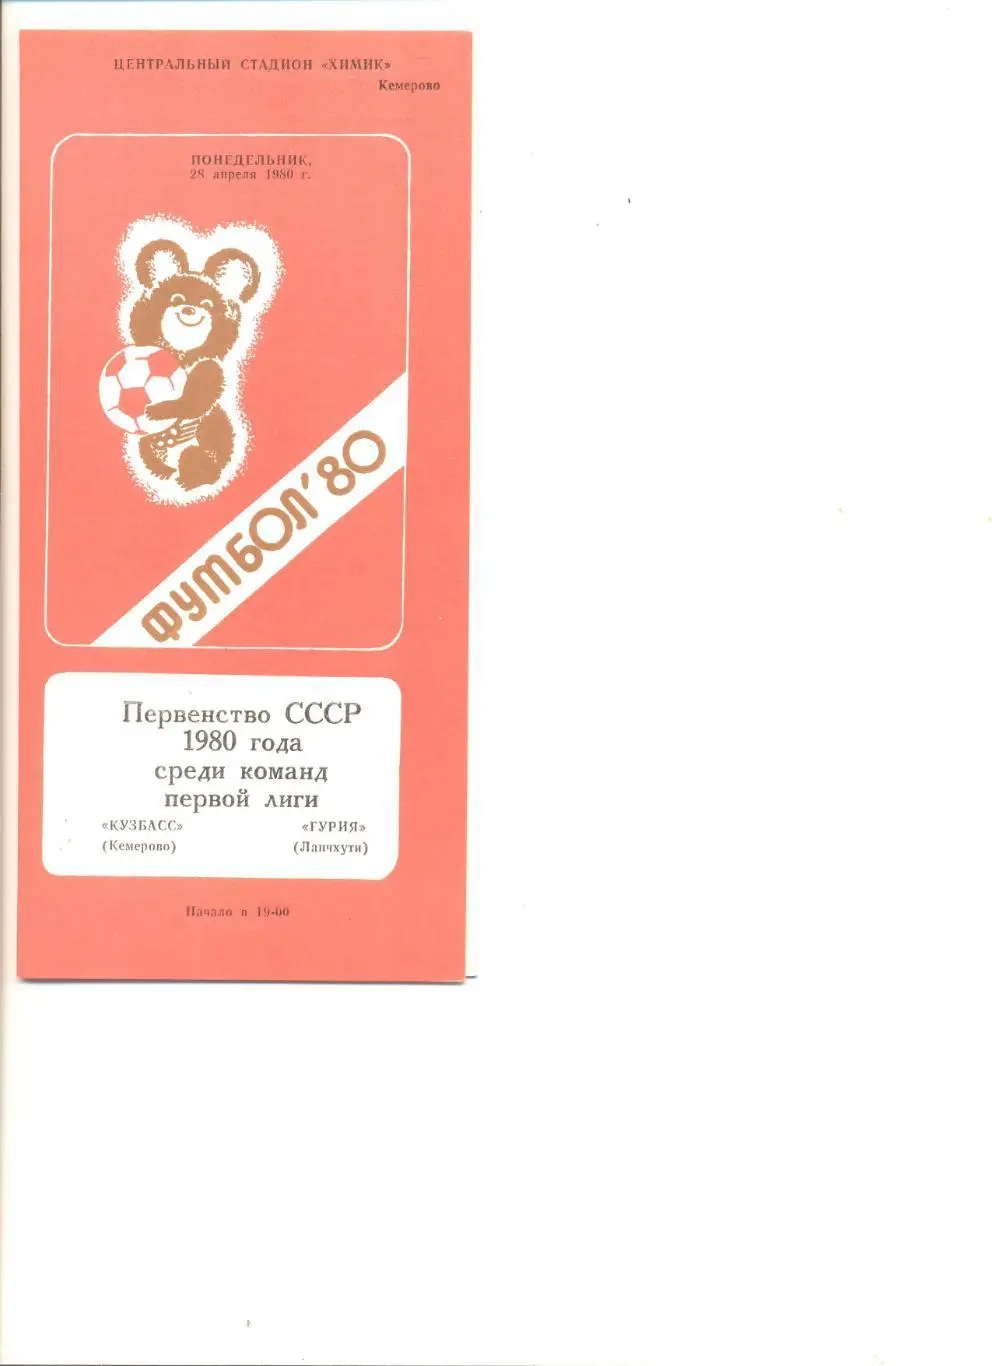 ЦЕНТРАЛЬНЫЙ СТАДИОН «ХИМИК»
Кемерово
ПОНЕДЕЛЬНИК,
28 апреля 1980 г.
ФУТБОЛ'80
Первенство СССР
1980 года
среди команд
первой лиги
«КУЗБАСС» «ГУРИЯ»
(Кемерово) (Ланчхути)
Начало в 19-00